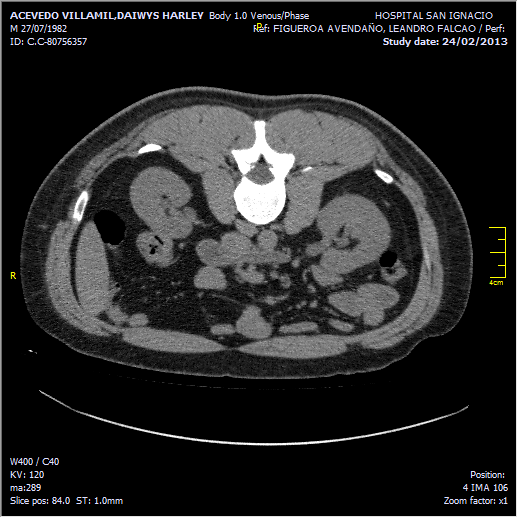 ACEVEDO VILLAMIL,DAIWYS HARLEY Body 1.0 Venous/Phase
HOSPITAL SAN IGNACIO
M 27/07/1982
Réf: FIGUEROA AVENDAÑO, LEANDRO FALCAO / Perf:
ID: C.C-80756357
Study date: 24/02/2013
R
4cm
W400 / C40
KV: 120
ma:289
Slice pos: 84.0 ST: 1.0mm
Position:
4 IMA 106
Zoom factor: x1